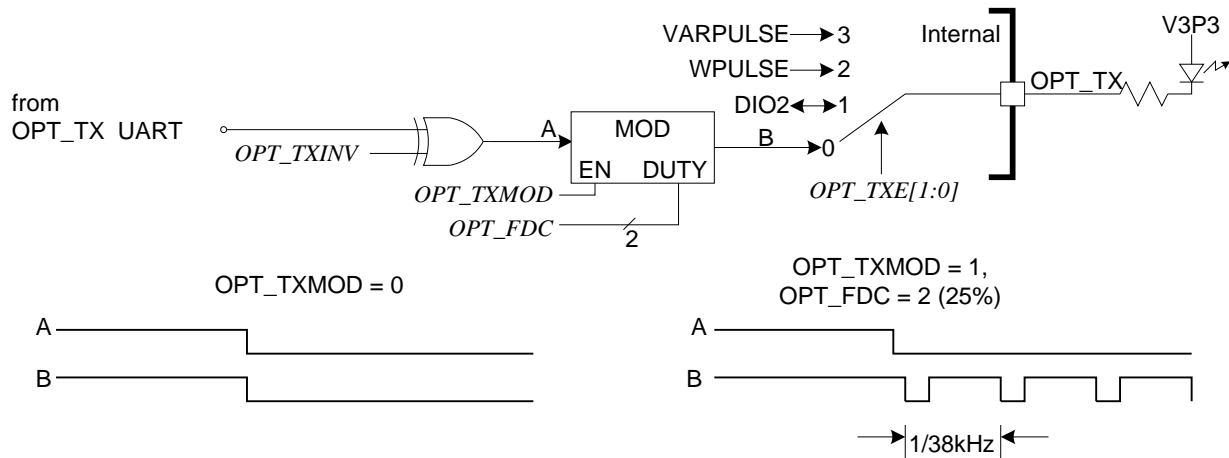 V3P3
VARPULSE 3
Internal
WPULSE 2
OPT_TX
from
OPT_TX UART
DIO2 1
A
MOD
B
0
OPT_TXINV
EN DUTY
OPT_TXMOD
OPT_TXE[1:0]
OPT_FDC
2
OPT_TXMOD = 0
OPT_TXMOD = 1,
OPT_FDC = 2 (25%)
A
B
A
B
1/38kHz